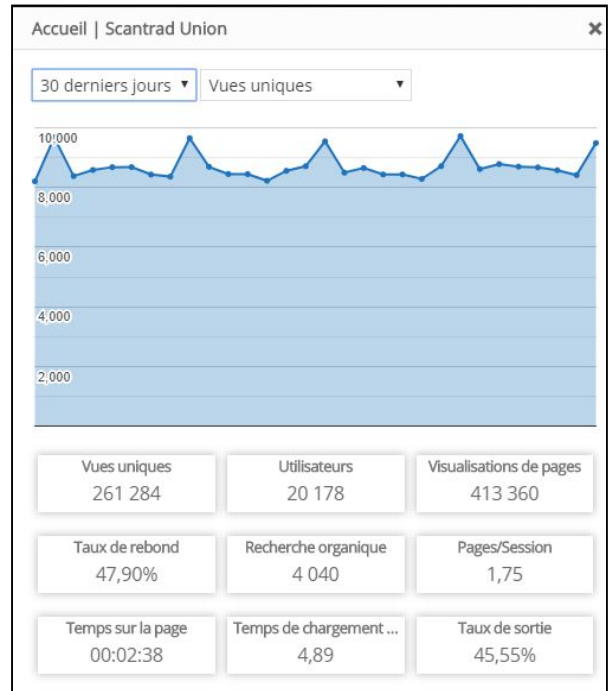 Accueil | Scantrad Union ×
30 derniers jours ▼ Vues uniques ▼
10,000
8,000
6,000
4,000
2,000
Vues uniques Utilisateurs Visualisations de pages
261 284 20 178 413 360
Taux de rebond Recherche organique Pages/Session
47,90% 4 040 1,75
Temps sur la page Temps de chargement ... Taux de sortie
00:02:38 4,89 45,55%